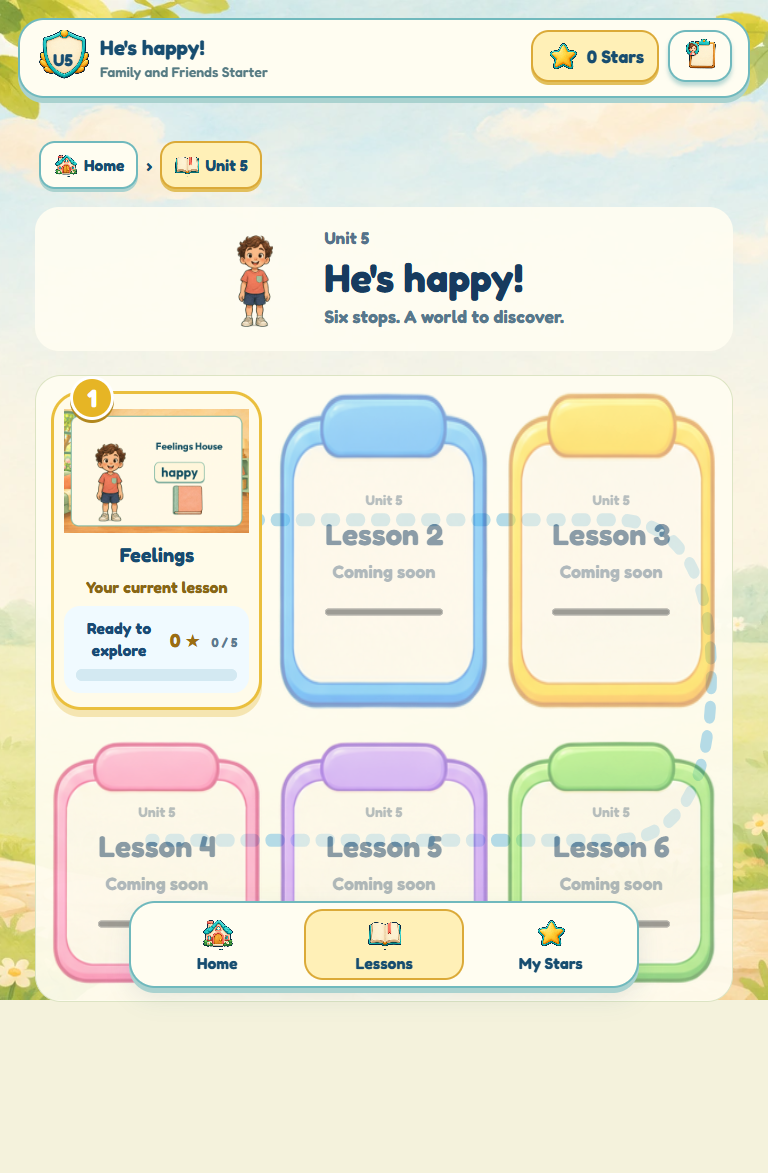 U5
He's happy!
Family and Friends Starter
0 Stars
Home
›
Unit 5
Unit 5
He's happy!
Six stops. A world to discover.
1
Feelings House
happy
Feelings
Your current lesson
Ready to
explore
0 ★
0 / 5
Unit 5
Lesson 2
Coming soon
Unit 5
Lesson 3
Coming soon
Unit 5
Lesson 4
Coming soon
Unit 5
Lesson 5
Coming soon
Unit 5
Lesson 6
Coming soon
Home
Lessons
My Stars